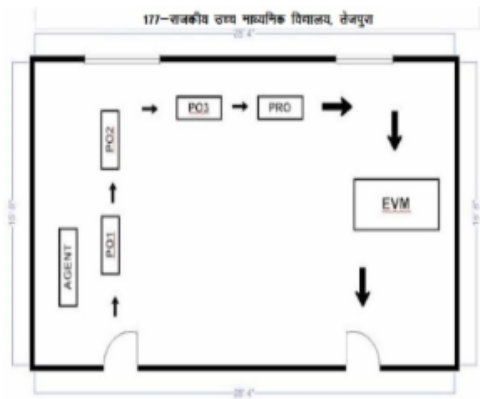 177-राजकीय उच्च माध्यमिक विद्यालय, तेजपुरा
PO3
PRO
PO2
EVM
PO1
AGENT